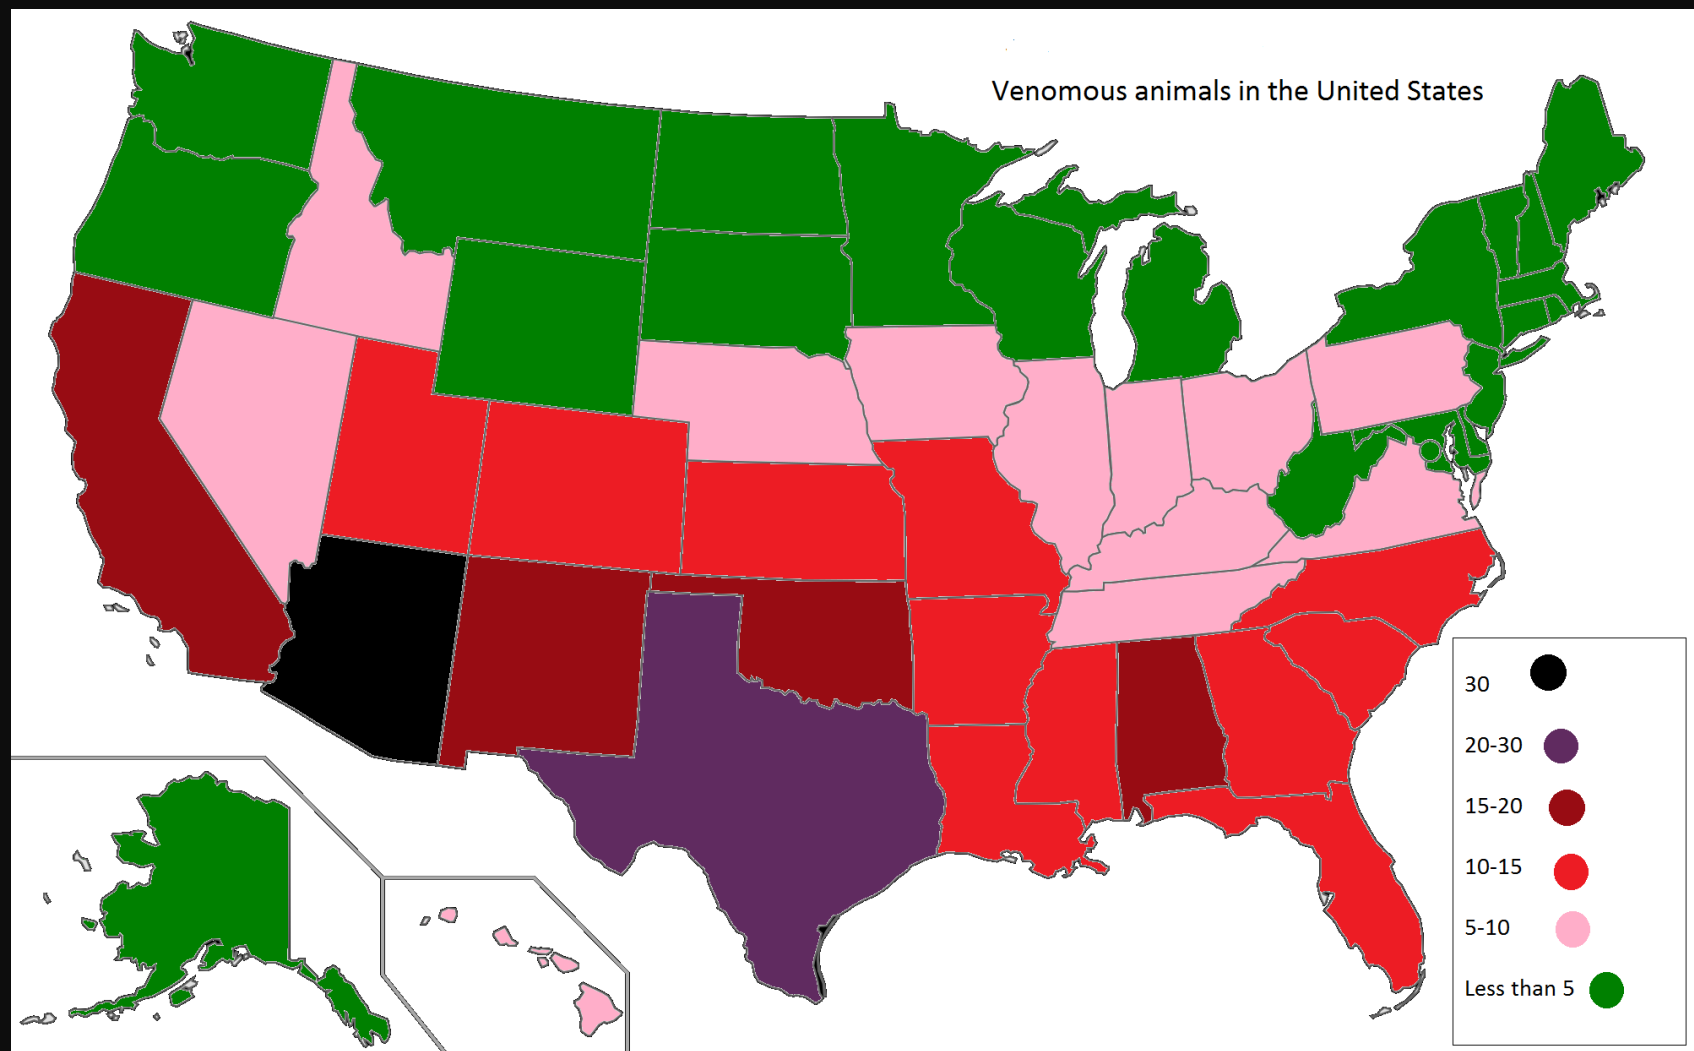 Venomous animals in the United States
30
20-30
15-20
10-15
5-10
Less than 5